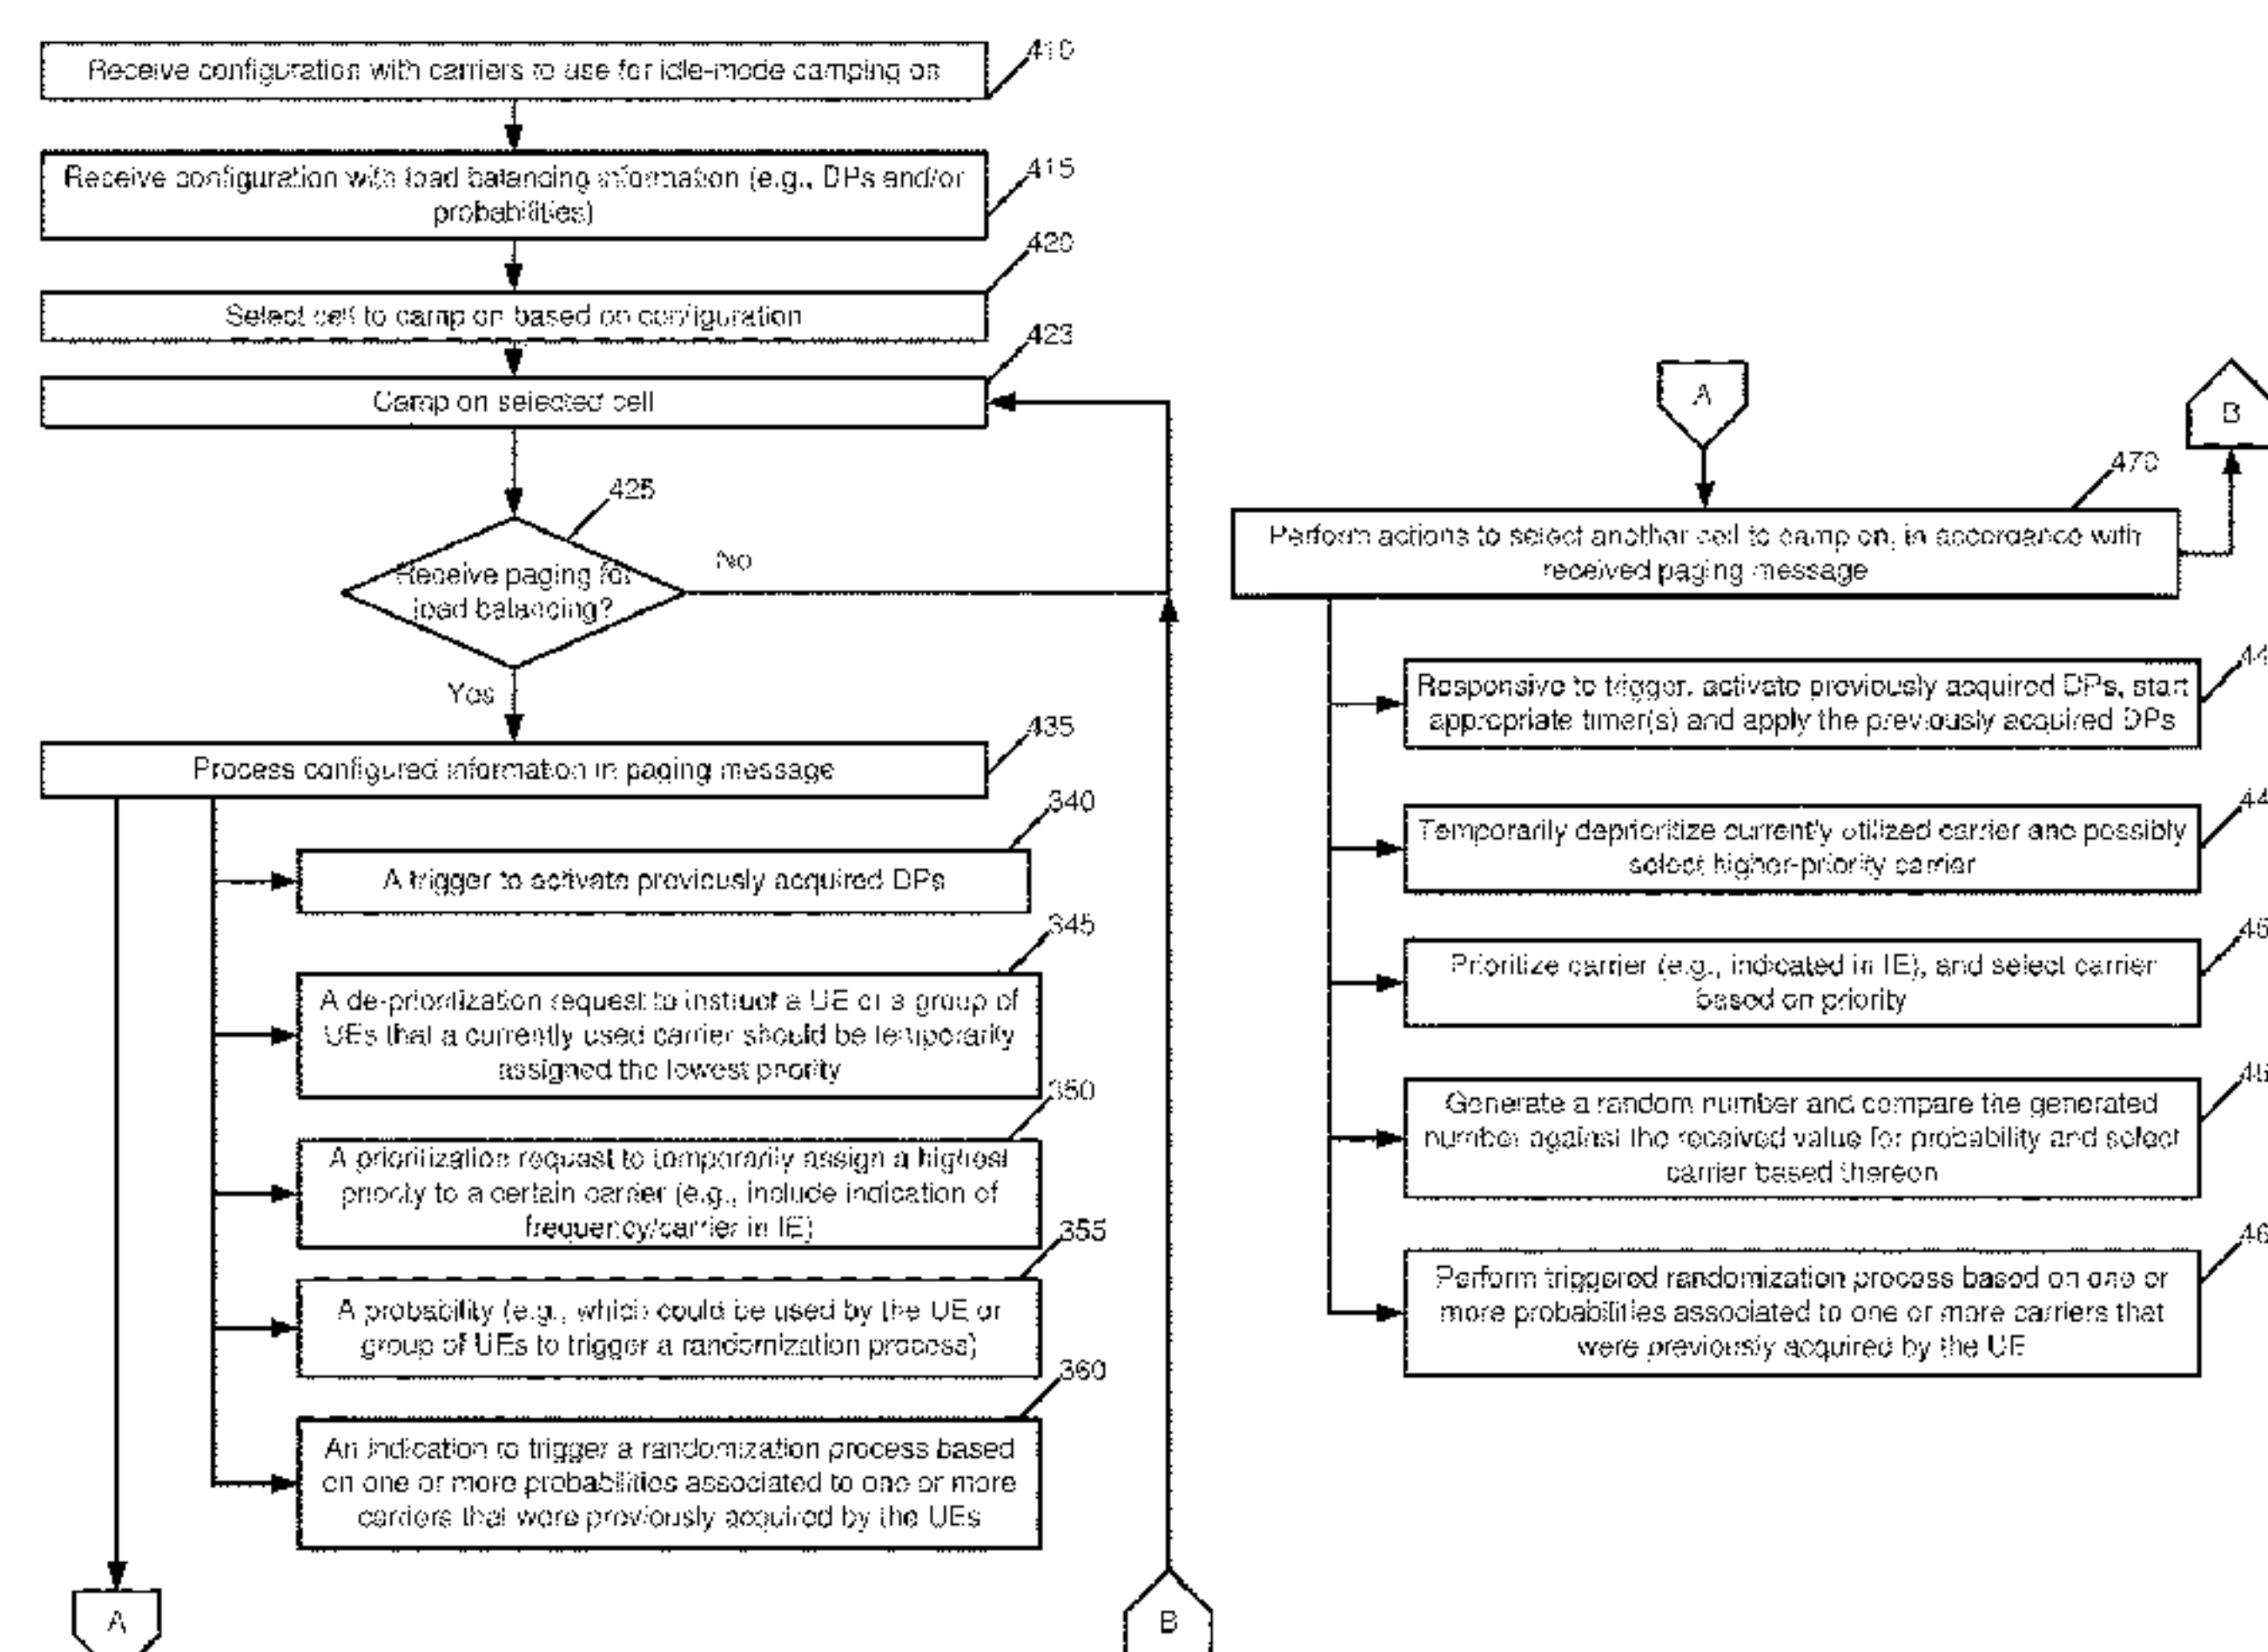 410
Receive configuration with carriers to use for idle-mode camping on
415
Receive configuration with load balancing information (e.g., DPs and/or
probabilities)
420
Select cell to camp on based on configuration
423
Camp on selected cell
425
Receive paging for
load balancing?
No
Yes
435
Process configured information in paging message
340
A trigger to activate previously acquired DPs
345
A de-prioritization request to instruct a UE or a group of
UEs that a currently used carrier should be temporarily
assigned the lowest priority
350
A prioritization request to temporarily assign a highest
priority to a certain carrier (e.g., include indication of
frequency/carrier in IE)
355
A probability (e.g., which could be used by the UE or
group of UEs to trigger a randomization process)
360
An indication to trigger a randomization process based
on one or more probabilities associated to one or more
carriers that were previously acquired by the UEs
A
B
A
B
470
Perform actions to select another cell to camp on, in accordance with
received paging message
44
Responsive to trigger, activate previously acquired DPs, start
appropriate timer(s) and apply the previously acquired DPs
44
Temporarily deprioritize currently utilized carrier and possibly
select higher-priority carrier
45
Prioritize carrier (e.g., indicated in IE), and select carrier
based on priority
45
Generate a random number and compare the generated
number against the received value for probability and select
carrier based thereon
46
Perform triggered randomization process based on one or
more probabilities associated to one or more carriers that
were previously acquired by the UE